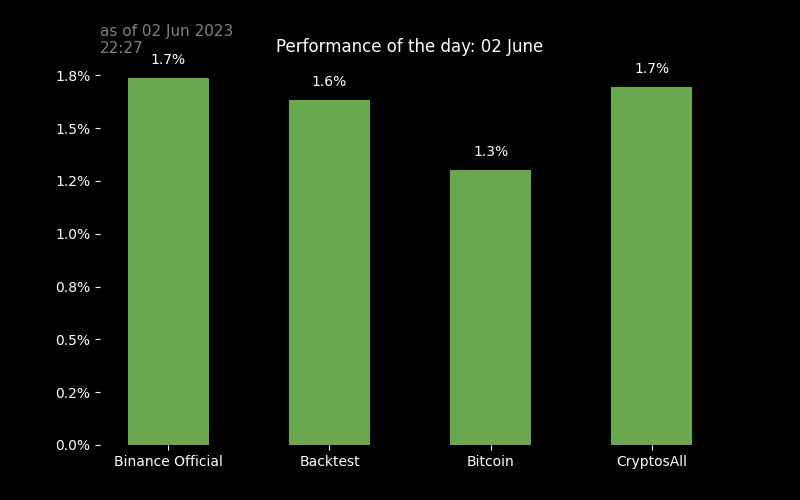 as of 02 Jun 2023
22:27
Performance of the day: 02 June
1.7%
1.6%
1.3%
1.7%
1.8%
1.5%
1.2%
1.0%
0.8%
0.5%
0.2%
0.0%
Binance Official
Backtest
Bitcoin
CryptosAll